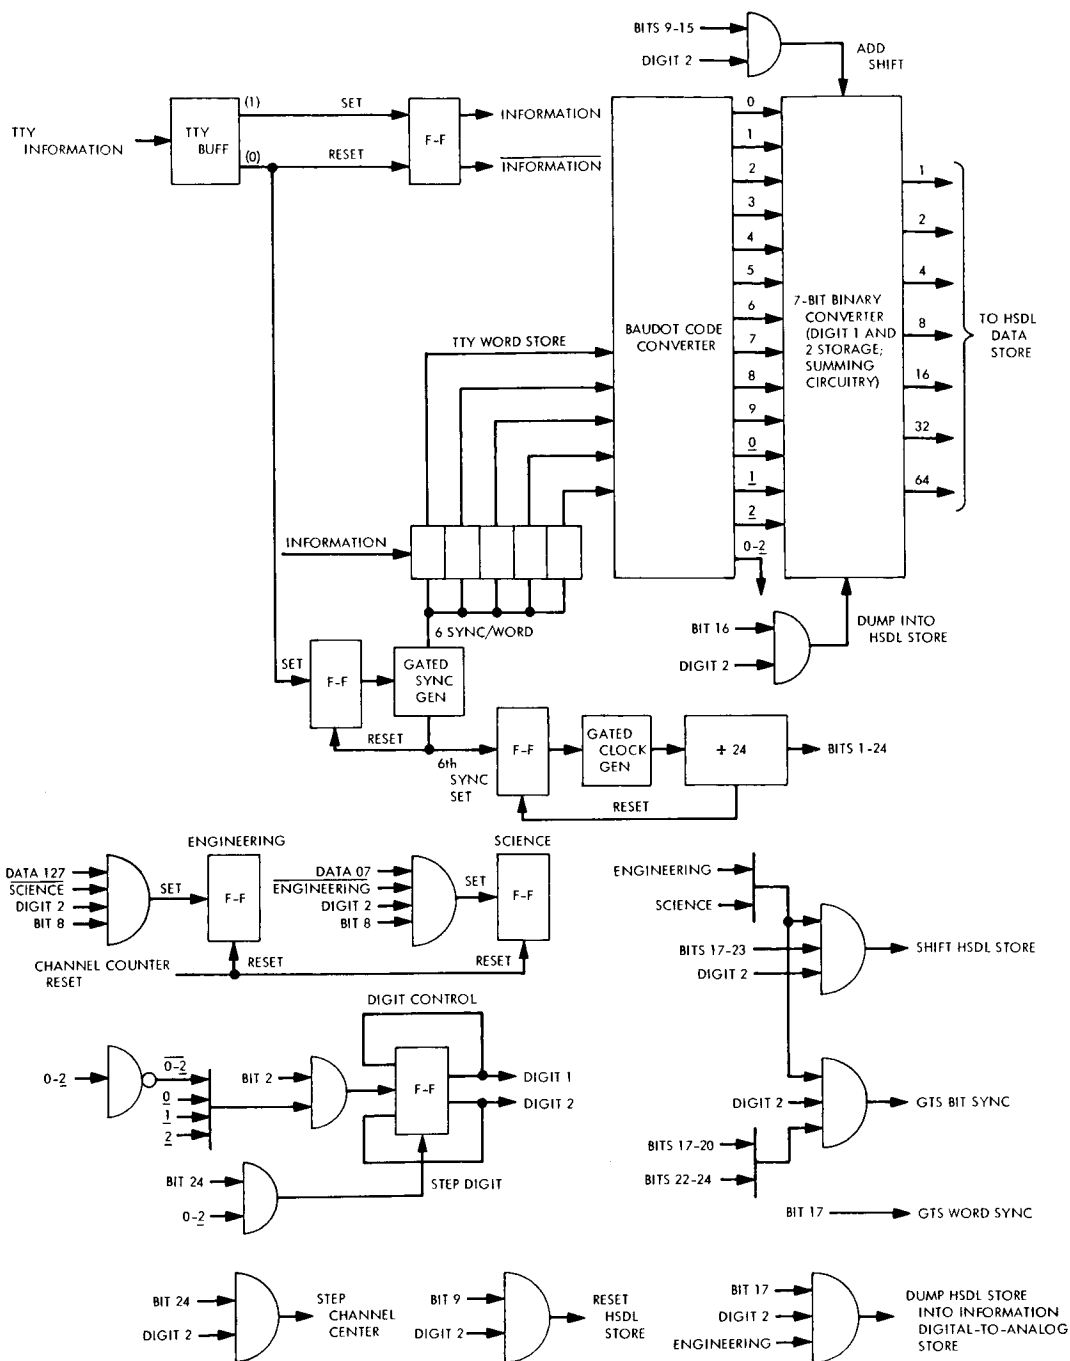 BITS 9-15
DIGIT 2
ADD
SHIFT
TTY
INFORMATION
TTY
BUFF
(1)
SET
(0)
RESET
F-F
INFORMATION
INFORMATION
BAUDOT CODE
CONVERTER
0
1
2
3
4
5
6
7
8
9
0
1
2
0-2
7-BIT BINARY
CONVERTER
(DIGIT 1 AND
2 STORAGE;
SUMMING
CIRCUITRY)
1
2
4
8
16
32
64
TO HSDL
DATA
STORE
TTY WORD STORE
INFORMATION
6 SYNC/WORD
BIT 16
DIGIT 2
DUMP INTO
HSDL STORE
SET
F-F
GATED
SYNC
GEN
RESET
6th
SYNC
SET
F-F
GATED
CLOCK
GEN
÷ 24
BITS 1-24
RESET
ENGINEERING
DATA 127
SCIENCE
DIGIT 2
BIT 8
SET
F-F
RESET
CHANNEL COUNTER
RESET
SCIENCE
DATA 07
ENGINEERING
DIGIT 2
BIT 8
SET
F-F
RESET
ENGINEERING
SCIENCE
BITS 17-23
DIGIT 2
SHIFT HSDL STORE
DIGIT CONTROL
0-2
0-2
0
1
2
BIT 2
F-F
DIGIT 1
DIGIT 2
BIT 24
0-2
STEP DIGIT
DIGIT 2
BITS 17-20
BITS 22-24
GTS BIT SYNC
BIT 17
GTS WORD SYNC
BIT 24
DIGIT 2
STEP
CHANNEL
CENTER
BIT 9
DIGIT 2
RESET
HSDL
STORE
BIT 17
DIGIT 2
ENGINEERING
DUMP HSDL STORE
INTO INFORMATION
DIGITAL-TO-ANALOG
STORE